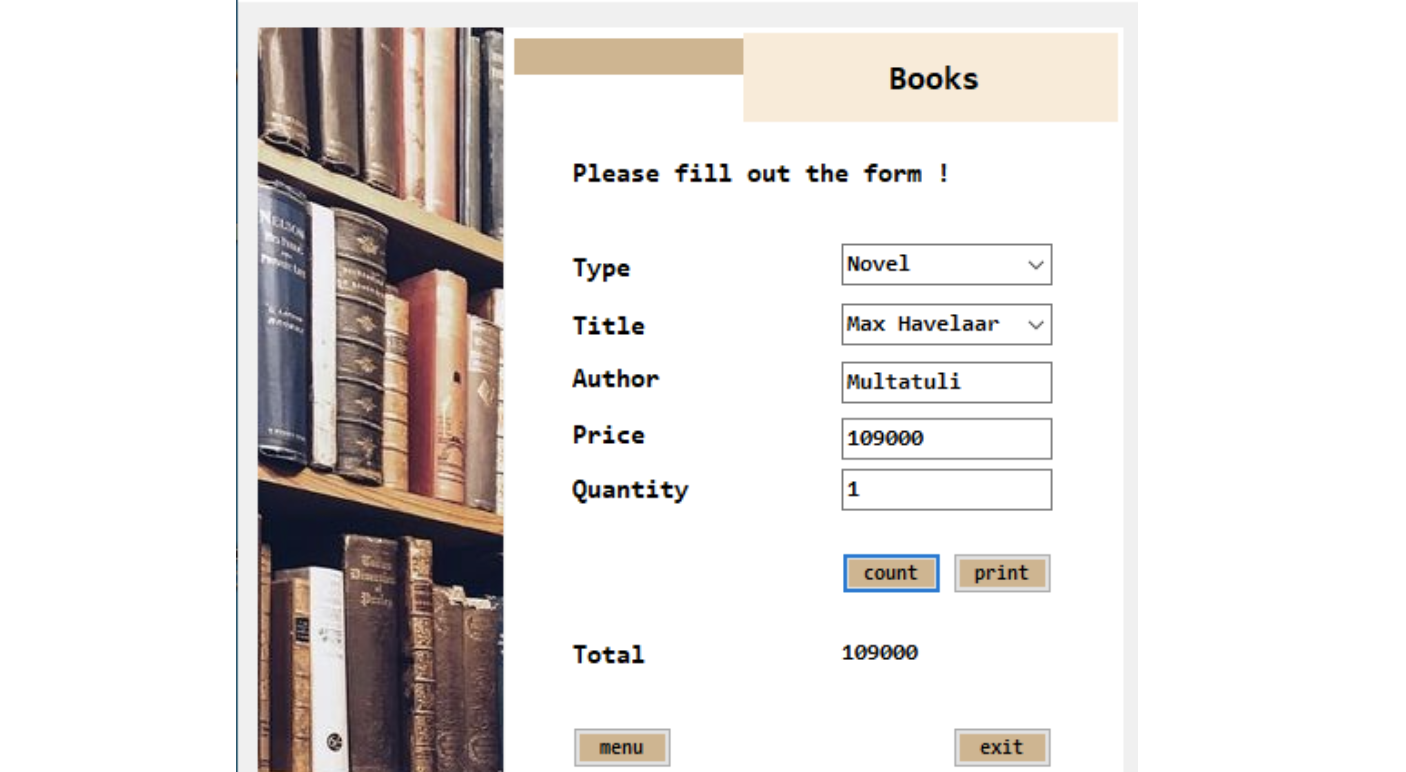 Books
Please fill out the form !
Type Novel
Title Max Havelaar
Author Multatuli
Price 109000
Quantity 1
count print
Total 109000
menu exit
NELSON